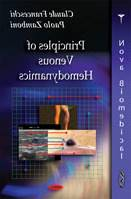 Claude Franceschi
Paolo Zamboni
Principles of
Venous
Hemodynamics
Nova Biomedical